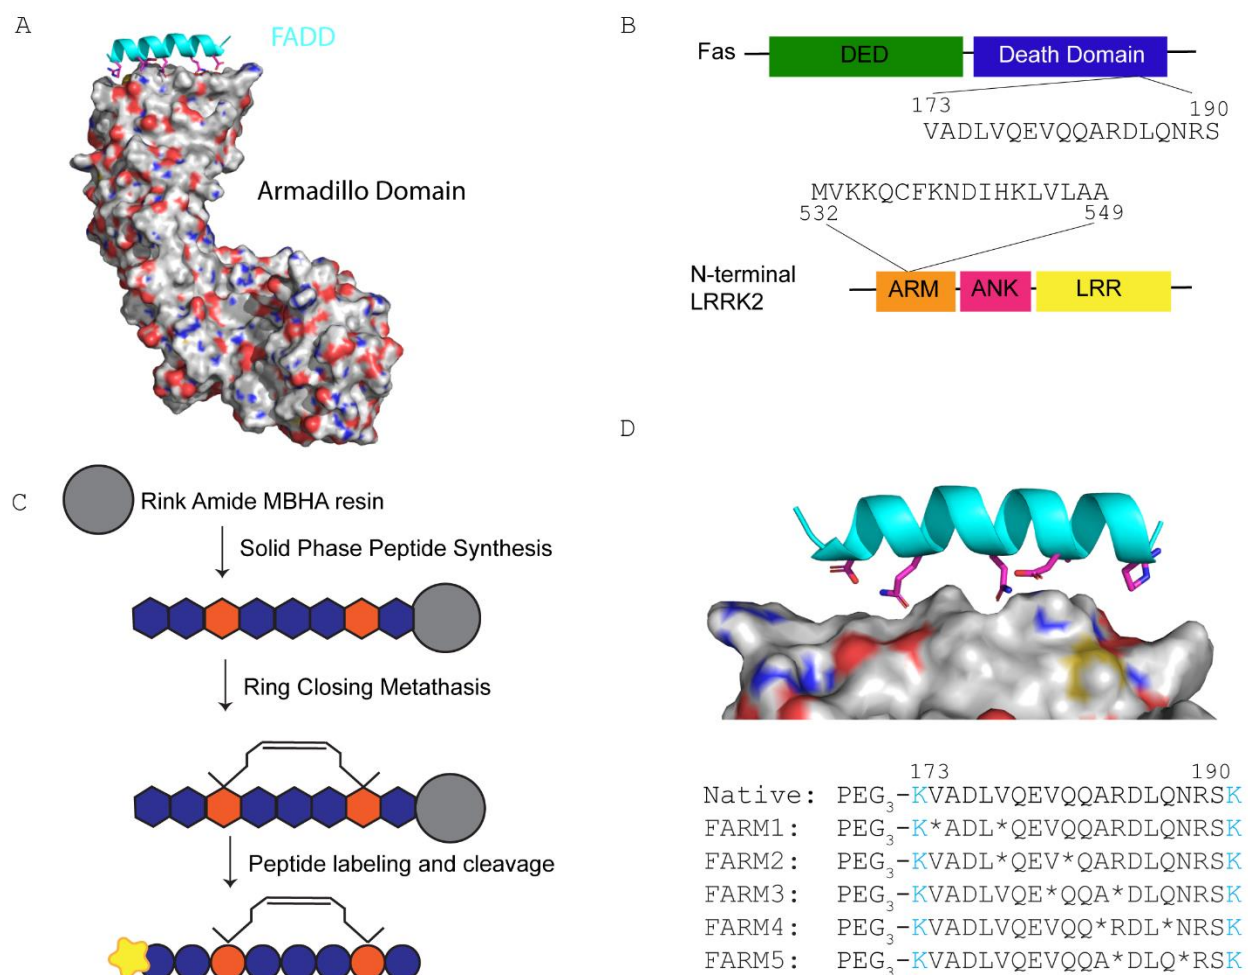 A
FADD
Armadillo Domain
B
Fas
DED
Death Domain
173
190
VADLVQEVQQARDLQNRS
MVKKQCFKNDIHKLVLAA
532
549
N-terminal
LRRK2
ARM
ANK
LRR
C
Rink Amide MBHA resin
Solid Phase Peptide Synthesis
Ring Closing Metathasis
Peptide labeling and cleavage
D
173 190
Native: PEG3-KVADLVQEVQQARDLQNRSK
FARM1: PEG3-K*ADL*QEVQQARDLQNRSK
FARM2: PEG3-KVADL*QEV*QARDLQNRSK
FARM3: PEG3-KVADLVQE*QQA*DLQNRSK
FARM4: PEG3-KVADLVQEVQQ*RDL*NRSK
FARM5: PEG3-KVADLVQEVQQA*DLQ*RSK